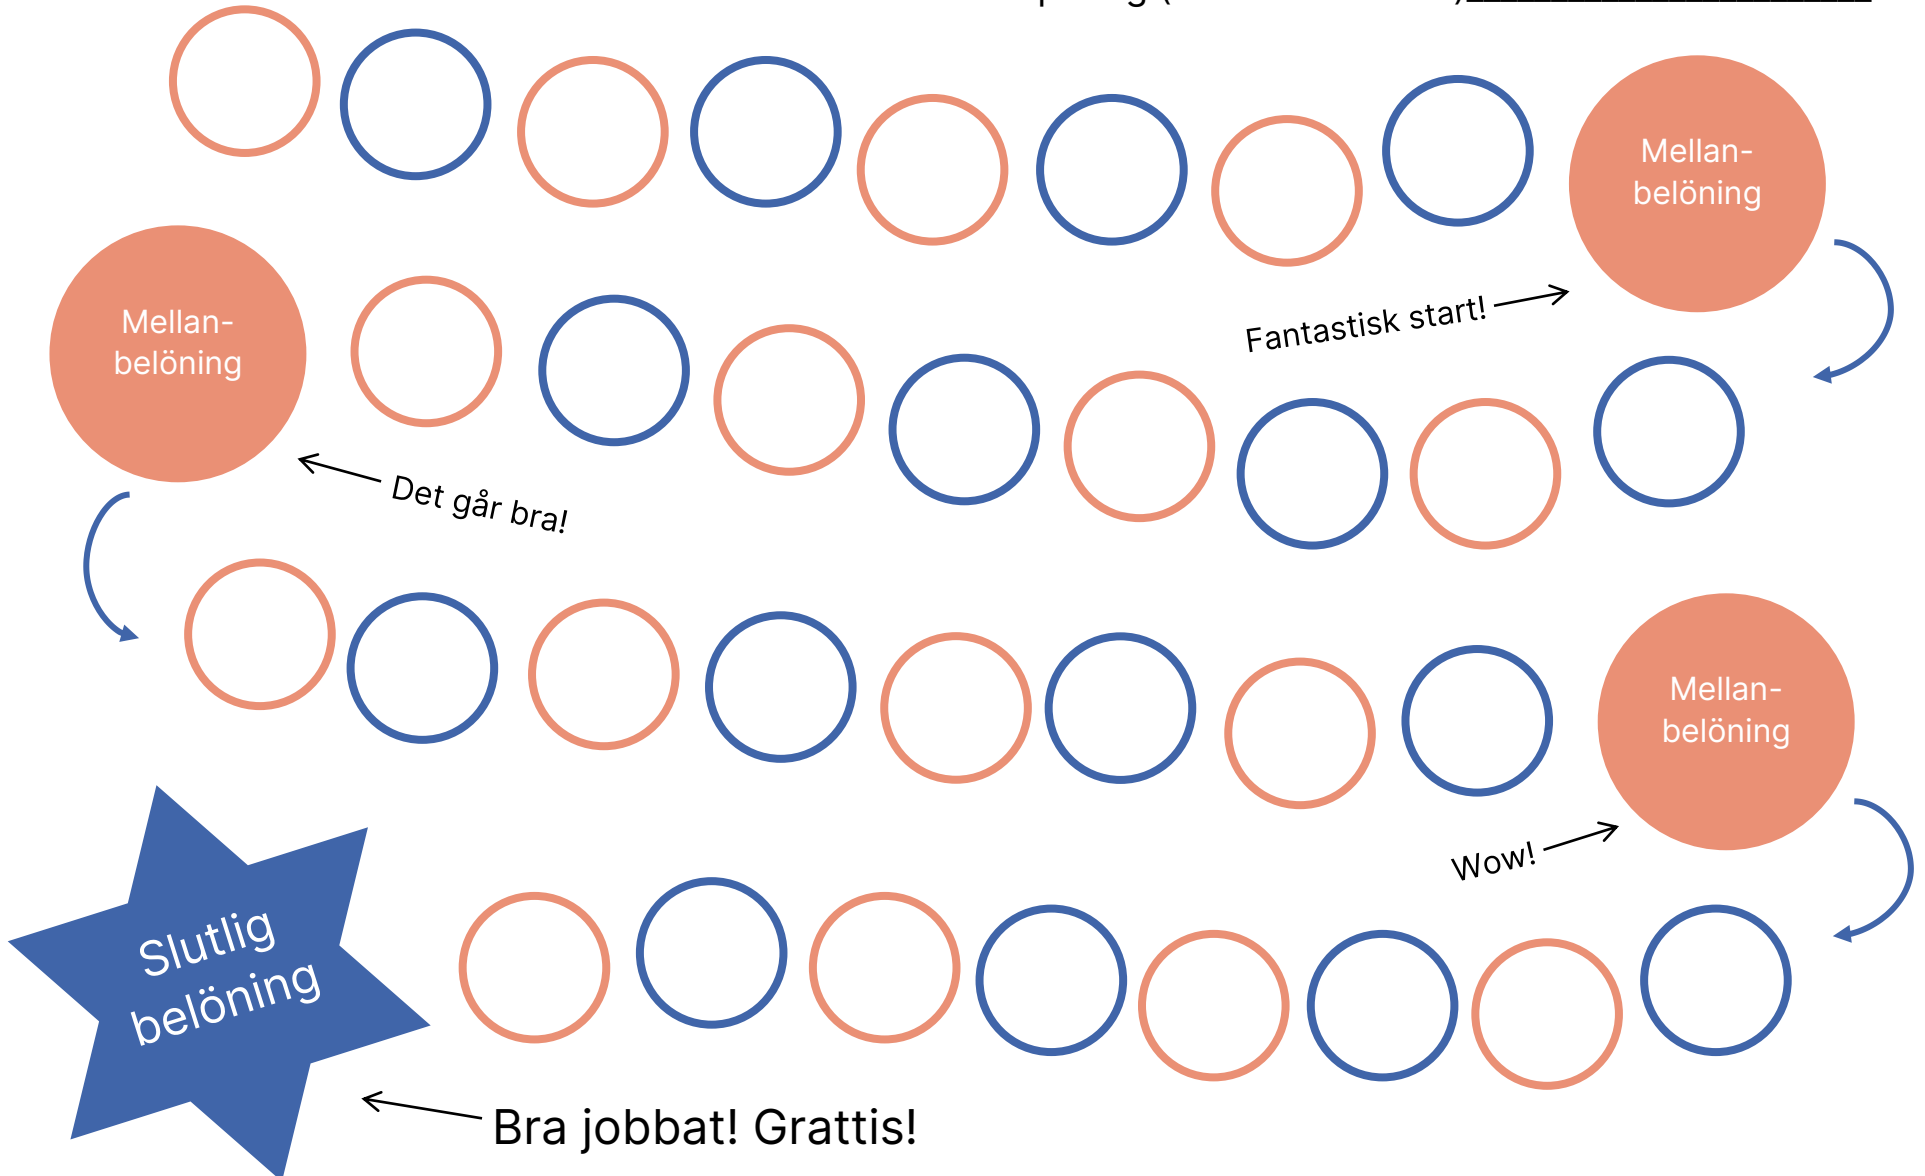 Mellan-
belöning
Fantastisk start!
Mellan-
belöning
Det går bra!
Mellan-
belöning
Wow!
Slutlig
belöning
Bra jobbat! Grattis!